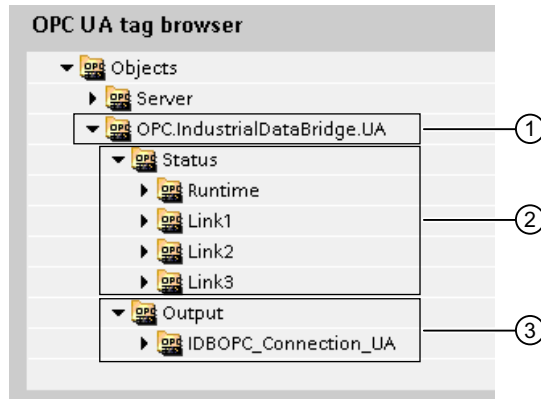 OPC UA tag browser
Objects
Server
OPC.IndustrialDataBridge.UA
1
Status
Runtime
Link1
2
Link2
Link3
Output
3
IDBOPC_Connection_UA